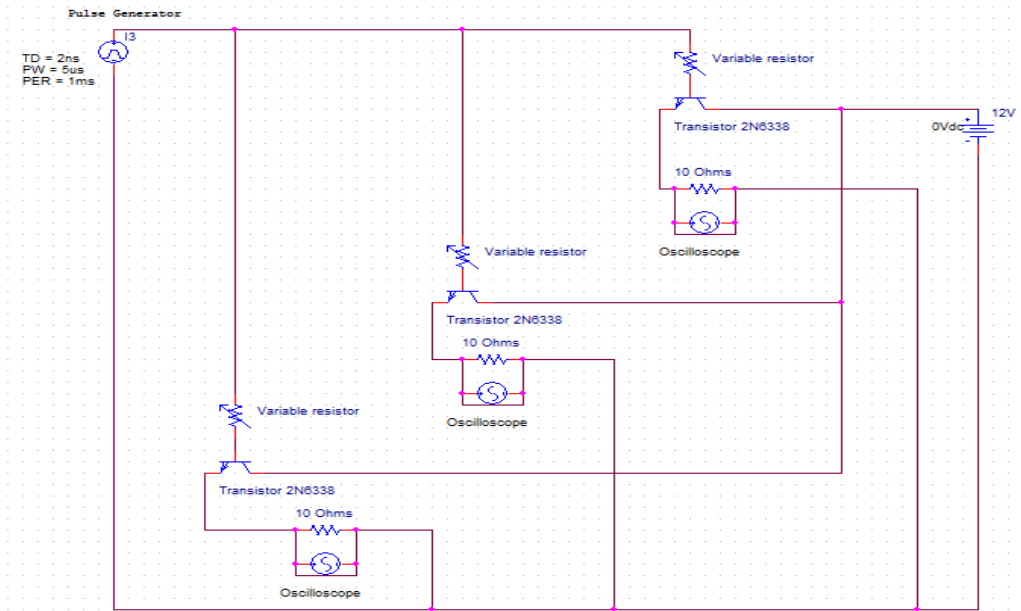 Pulse Generator
I3
TD = 2ns
PW = 5us
PER = 1ms
Variable resistor
Transistor 2N6338
12V
0Vdc
+
-
10 Ohms
Oscilloscope
Variable resistor
Transistor 2N6338
10 Ohms
Oscilloscope
Variable resistor
Transistor 2N6338
10 Ohms
Oscilloscope